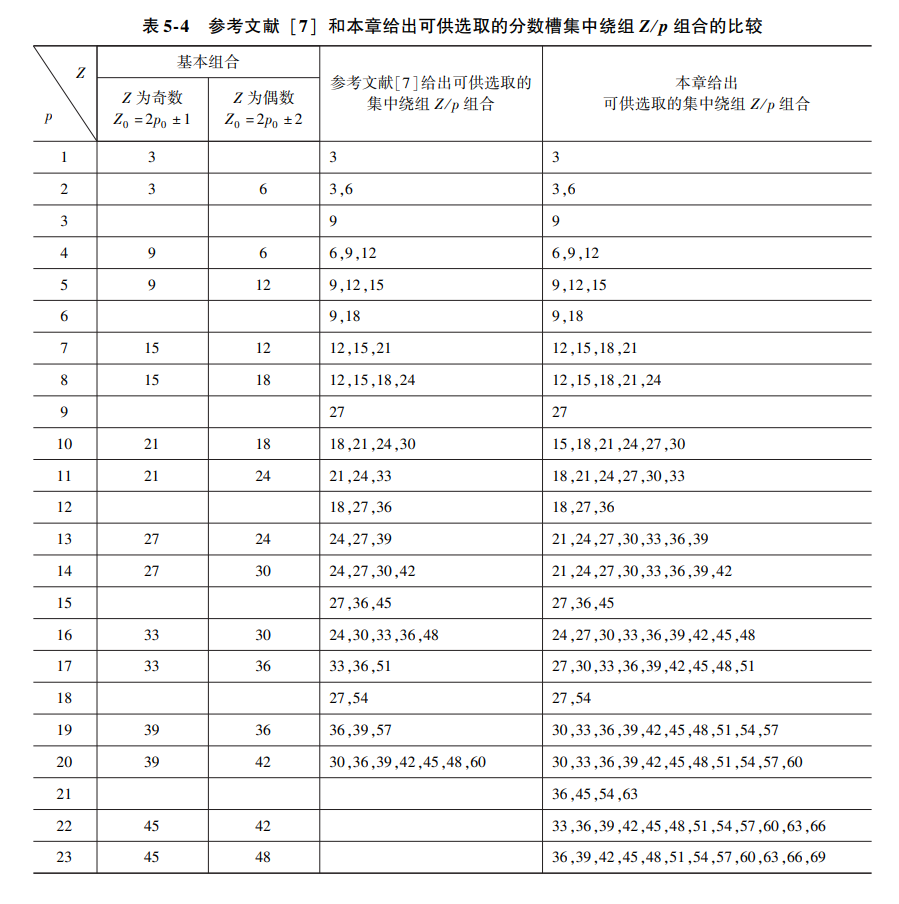 表 5-4 参考文献 [7] 和本章给出可供选取的分数槽集中绕组 Z/p 组合的比较
Z
p
基本组合
Z 为奇数
Z0 = 2p0 ± 1
Z 为偶数
Z0 = 2p0 ± 2
参考文献[7]给出可供选取的
集中绕组 Z/p 组合
本章给出
可供选取的集中绕组 Z/p 组合
1 3 3 3
2 3 6 3,6 3,6
3 9 9
4 9 6 6,9,12 6,9,12
5 9 12 9,12,15 9,12,15
6 9,18 9,18
7 15 12 12,15,21 12,15,18,21
8 15 18 12,15,18,24 12,15,18,21,24
9 27 27
10 21 18 18,21,24,30 15,18,21,24,27,30
11 21 24 21,24,33 18,21,24,27,30,33
12 18,27,36 18,27,36
13 27 24 24,27,39 21,24,27,30,33,36,39
14 27 30 24,27,30,42 21,24,27,30,33,36,39,42
15 27,36,45 27,36,45
16 33 30 24,30,33,36,48 24,27,30,33,36,39,42,45,48
17 33 36 33,36,51 27,30,33,36,39,42,45,48,51
18 27,54 27,54
19 39 36 36,39,57 30,33,36,39,42,45,48,51,54,57
20 39 42 30,36,39,42,45,48,60 30,33,36,39,42,45,48,51,54,57,60
21 36,45,54,63
22 45 42 33,36,39,42,45,48,51,54,57,60,63,66
23 45 48 36,39,42,45,48,51,54,57,60,63,66,69